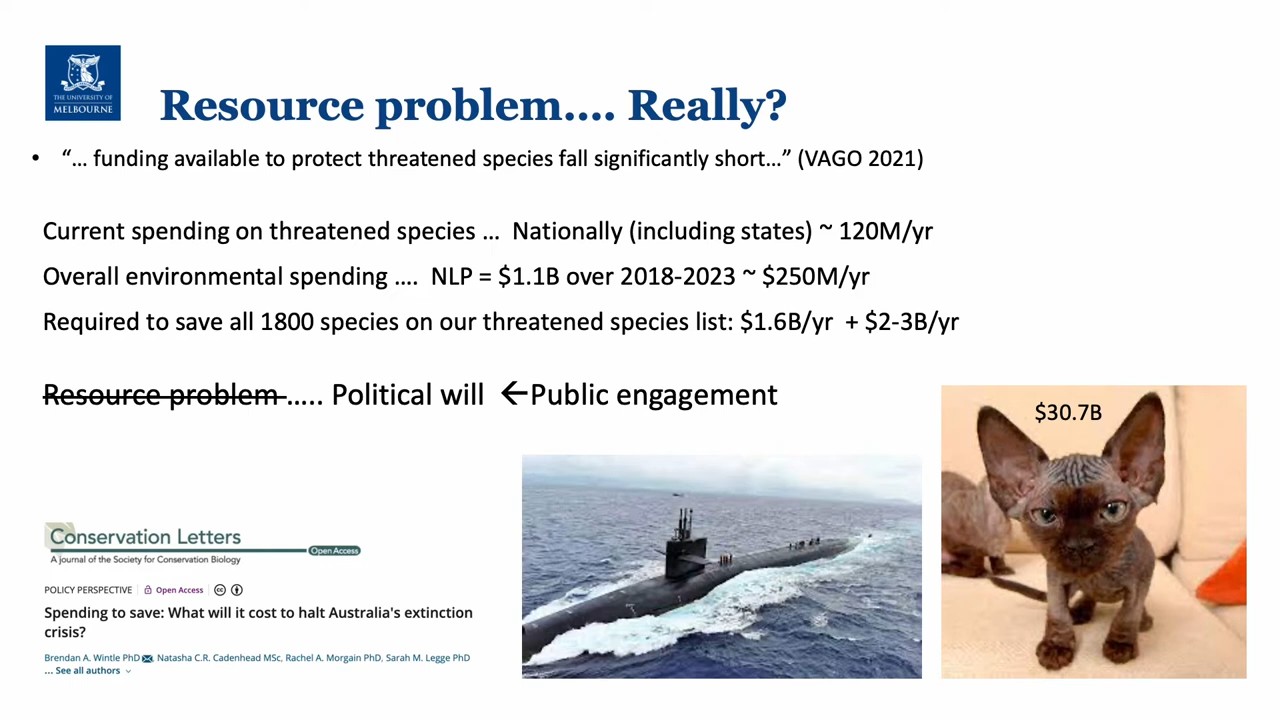 THE UNIVERSITY OF
MELBOURNE
Resource problem.... Really?
• “... funding available to protect threatened species fall significantly short...” (VAGO 2021)
Current spending on threatened species ... Nationally (including states) ~ 120M/yr
Overall environmental spending .... NLP = $1.1B over 2018-2023 ~ $250M/yr
Required to save all 1800 species on our threatened species list: $1.6B/yr + $2-3B/yr
Resource problem ..... Political will ←Public engagement
$30.7B
Conservation Letters
Open Access
A journal of the Society for Conservation Biology
POLICY PERSPECTIVE Open Access
Spending to save: What will it cost to halt Australia's extinction
crisis?
Brendan A. Wintle PhD, Natasha C.R. Cadenhead MSc, Rachel A. Morgain PhD, Sarah M. Legge PhD
... See all authors